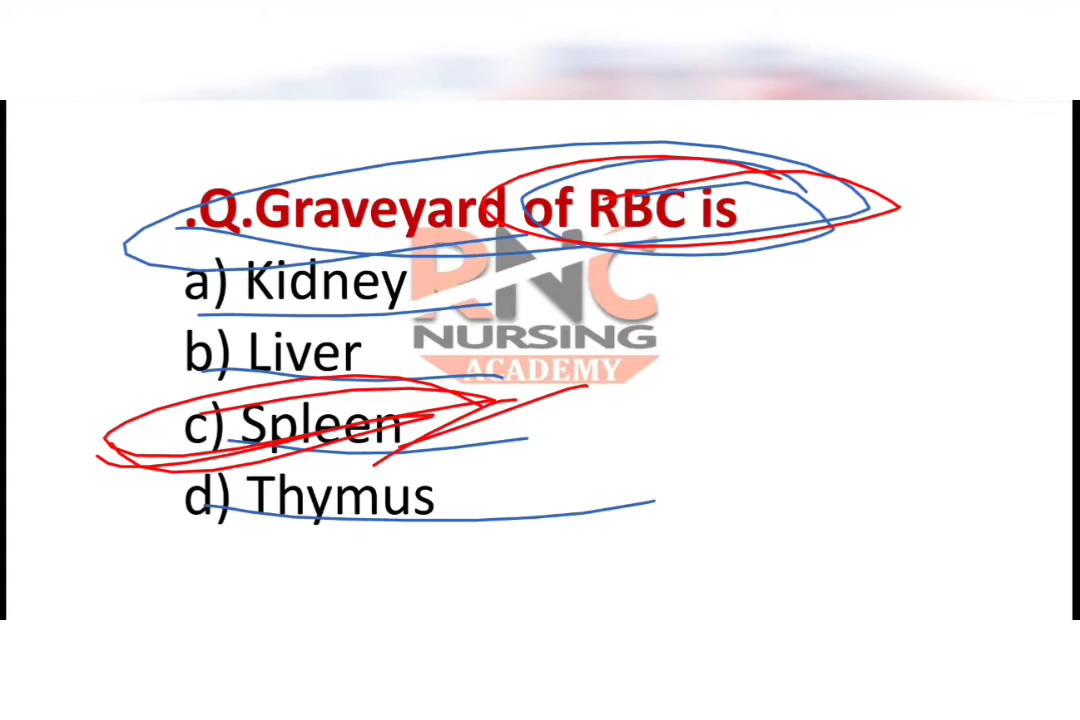 .Q.Graveyard of RBC is
a) Kidney
b) Liver
c) Spleen
d) Thymus
RNC
NURSING
ACADEMY